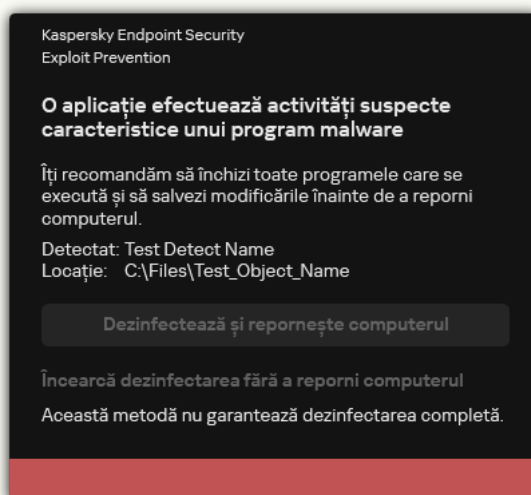 Kaspersky Endpoint Security
Exploit Prevention
O aplicație efectuează activități suspecte
caracteristice unui program malware
Îți recomandăm să închizi toate programele care se
execută și să salvezi modificările înainte de a reporni
computerul.
Detectat: Test Detect Name
Locație: C:\Files\Test_Object_Name
Dezinfectează și repornește computerul
Încearcă dezinfectarea fără a reporni computerul
Această metodă nu garantează dezinfectarea completă.